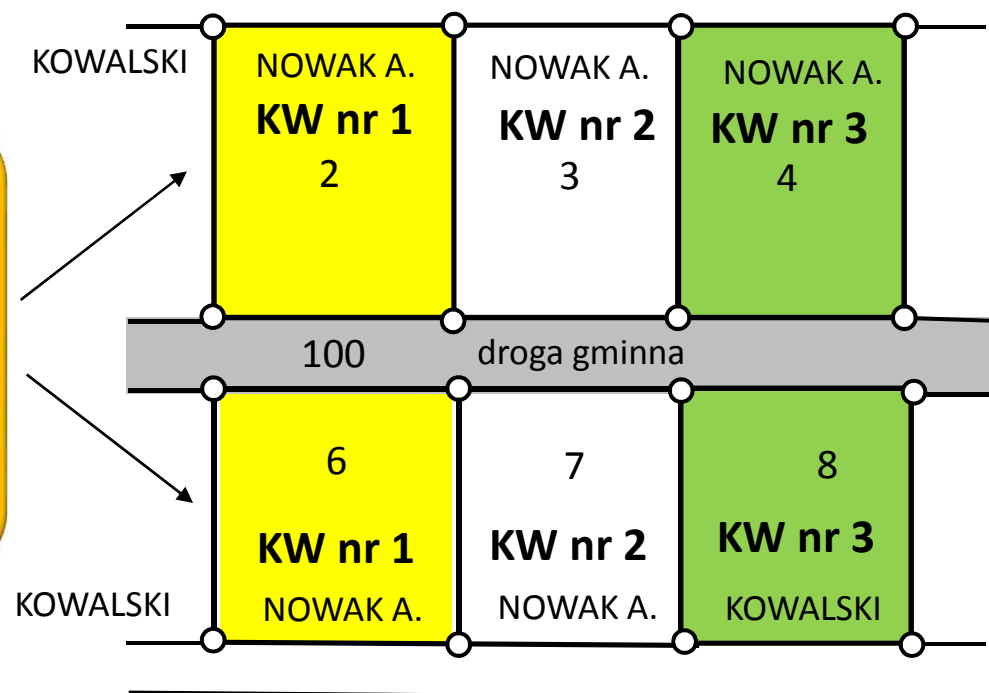 KOWALSKI
NOWAK A.
KW nr 1
2
NOWAK A.
KW nr 2
3
NOWAK A.
KW nr 3
4
100 droga gminna
6
KW nr 1
NOWAK A.
7
KW nr 2
NOWAK A.
8
KW nr 3
KOWALSKI
KOWALSKI